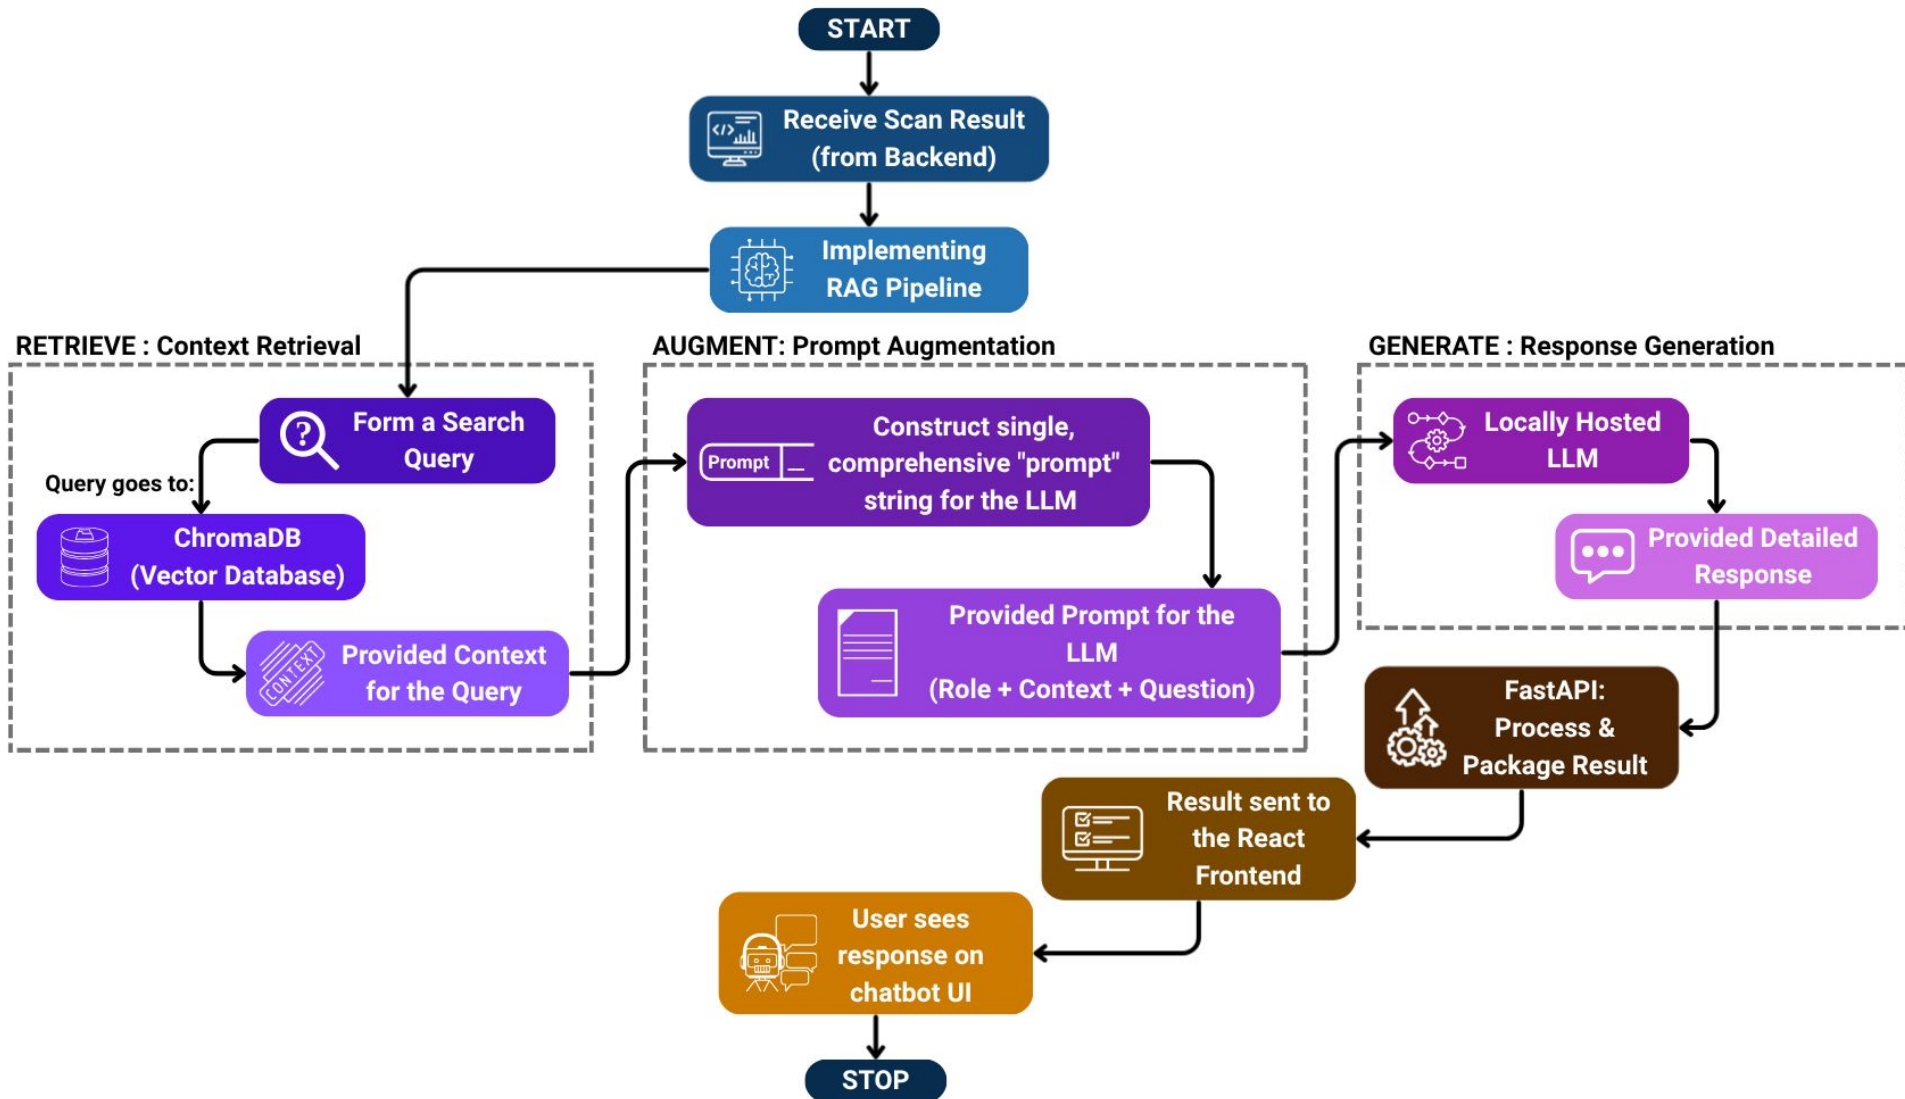 START
Receive Scan Result
(from Backend)
Implementing
RAG Pipeline
RETRIEVE : Context Retrieval
Form a Search
Query
Query goes to:
ChromaDB
(Vector Database)
CONTEXT
Provided Context
for the Query
AUGMENT: Prompt Augmentation
Prompt
Construct single,
comprehensive "prompt"
string for the LLM
Provided Prompt for the
LLM
(Role + Context + Question)
GENERATE : Response Generation
Locally Hosted
LLM
Provided Detailed
Response
FastAPI:
Process &
Package Result
Result sent to
the React
Frontend
User sees
response on
chatbot UI
STOP